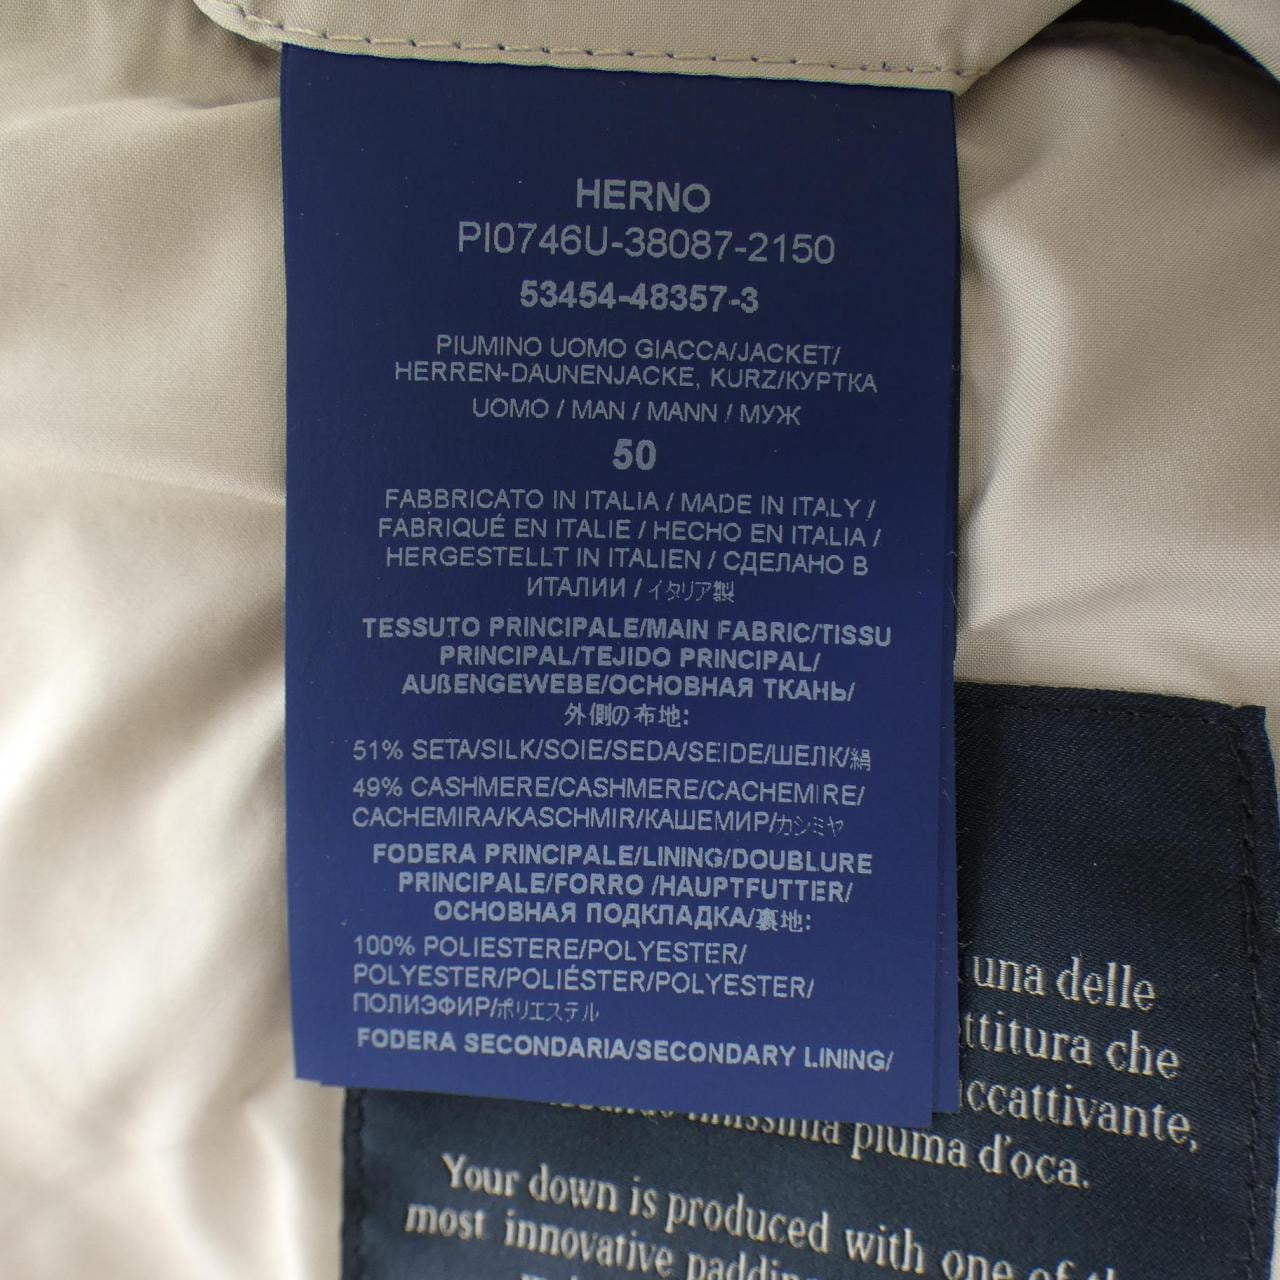 HERNO
PI0746U-38087-2150
53454-48357-3
PIUMINO UOMO GIACCA/JACKET/
HERREN-DAUNENJACKE, KURZ/КУРТКА
UOMO / MAN / MANN / МУЖ
50
FABBRICATO IN ITALIA / MADE IN ITALY /
FABRIQUÉ EN ITALIE / HECHO EN ITALIA /
HERGESTELLT IN ITALIEN / СДЕЛАНО В
ИТАЛИИ / イタリア製
TESSUTO PRINCIPALE/MAIN FABRIC/TISSU
PRINCIPAL/TEJIDO PRINCIPAL/
AUßENGEWEBE/ОСНОВНАЯ ТКАНЬ/
外側の布地:
51% SETA/SILK/SOIE/SEDA/SEIDE/ШЕЛК/絹
49% CASHMERE/CASHMERE/CACHEMIRE/
CACHEMIRA/KASCHMIR/КАШЕМИР/カシミヤ
FODERA PRINCIPALE/LINING/DOUBLURE
PRINCIPALE/FORRO /HAUPTFUTTER/
ОСНОВНАЯ ПОДКЛАДКА/裏地:
100% POLIESTERE/POLYESTER/
POLYESTER/POLIÉSTER/POLYESTER/
ПОЛИЭФИР/ポリエステル
FODERA SECONDARIA/SECONDARY LINING/
una delle
ttitura che
ccattivante,
piuma d'oca.
Your down is produced with one of
most innovative